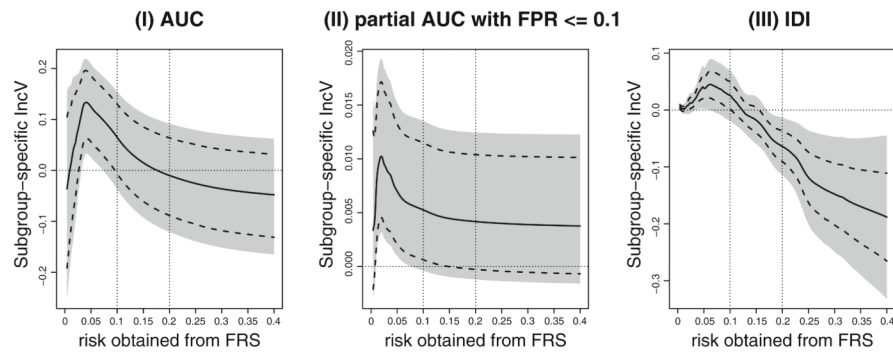 (I) AUC
Subgroup-specific IncV
0.2
0.1
0.0
-0.1
-0.2
0 0.05 0.1 0.15 0.2 0.25 0.3 0.35 0.4
risk obtained from FRS
(II) partial AUC with FPR <= 0.1
Subgroup-specific IncV
0.020
0.015
0.010
0.005
0.000
0 0.05 0.1 0.15 0.2 0.25 0.3 0.35 0.4
risk obtained from FRS
(III) IDI
Subgroup-specific IncV
0.1
0.0
-0.1
-0.2
-0.3
0 0.05 0.1 0.15 0.2 0.25 0.3 0.35 0.4
risk obtained from FRS